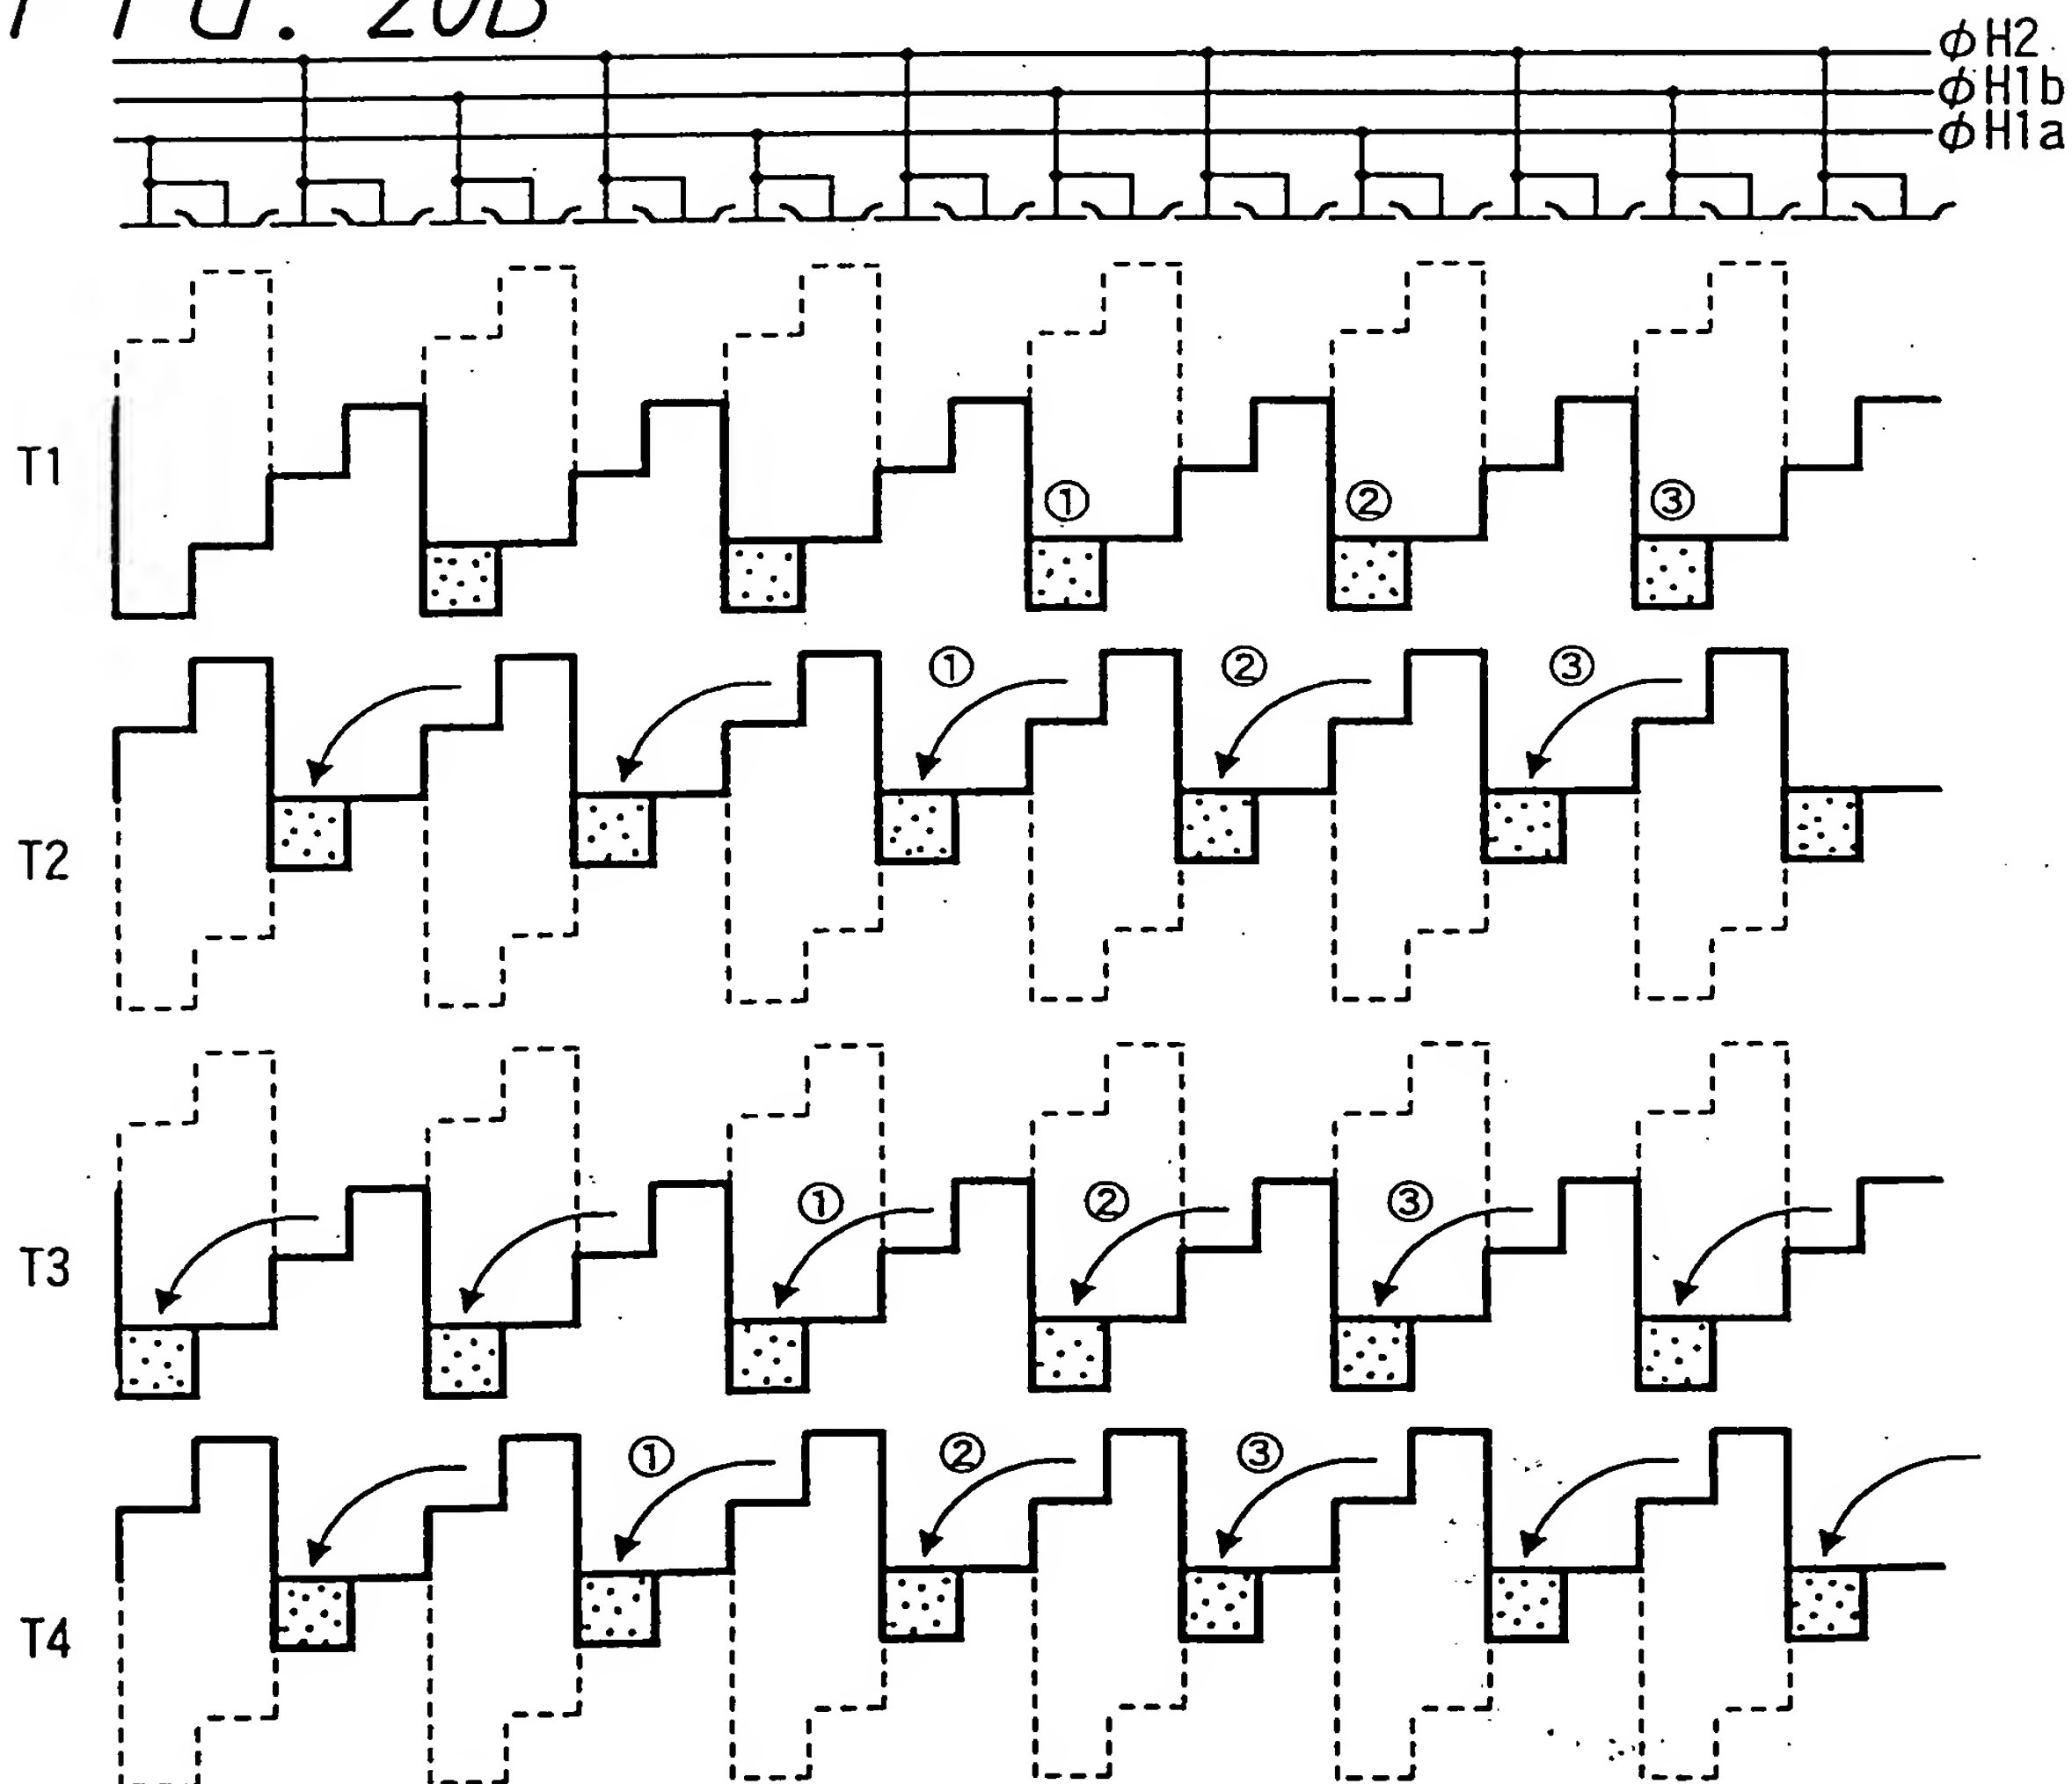 FIG. 20B
φH2
φH1b
φH1a
T1
① ② ③
① ② ③
T2
① ② ③
T3
① ② ③
T4